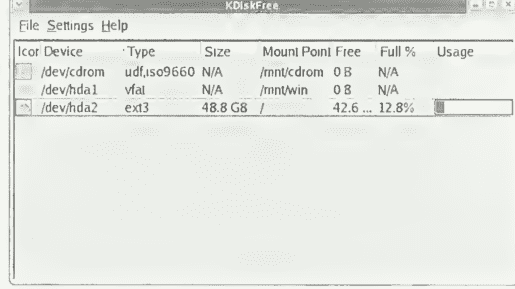 KDiskFree
File Settings Help
Icon Device Type Size Mount Point Free Full % Usage
/dev/cdrom udf,iso9660 N/A /mnt/cdrom 0 B N/A
/dev/hda1 vfat N/A /mnt/win 0 B N/A
/dev/hda2 ext3 48.8 GB / 42.6 ... 12.8%